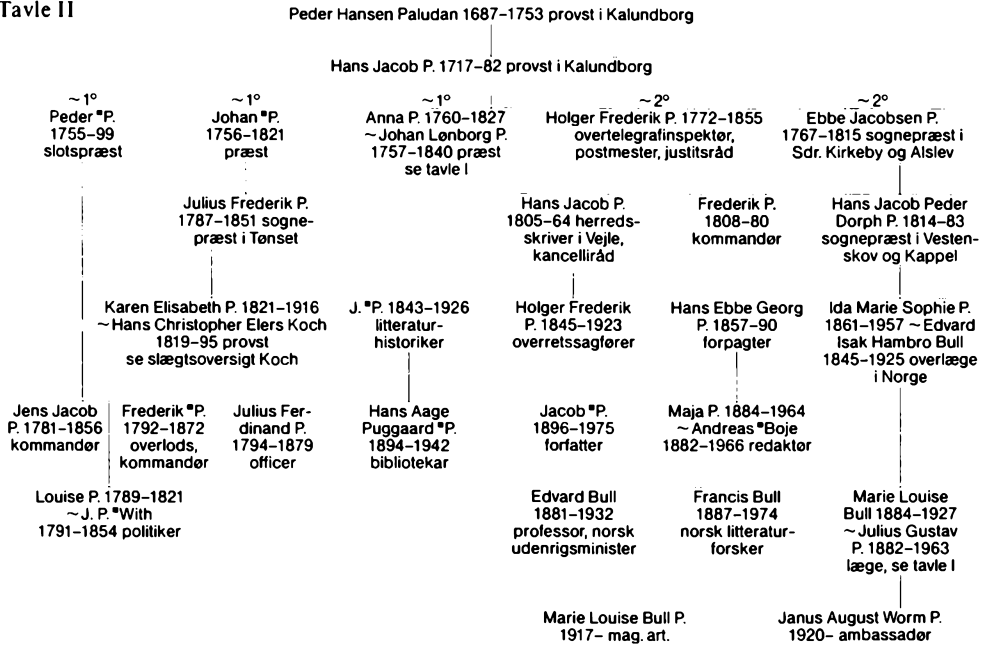 Tavle II
Peder Hansen Paludan 1687–1753 provst i Kalundborg
Hans Jacob P. 1717–82 provst i Kalundborg
~1°
Peder ■P.
1755–99
slotspræst
~1°
Johan ■P.
1756–1821
præst
~1°
Anna P. 1760–1827
~Johan Lønborg P.
1757–1840 præst
se tavle I
~2°
Holger Frederik P. 1772–1855
overtelegrafinspektør,
postmester, justitsråd
~2°
Ebbe Jacobsen P.
1767–1815 sognepræst i
Sdr. Kirkeby og Alslev
Julius Frederik P.
1787–1851 sogne-
præst i Tønset
Hans Jacob P.
1805–64 herreds-
skriver i Vejle,
kancelliråd
Frederik P.
1808–80
kommandør
Hans Jacob Peder
Dorph P. 1814–83
sognepræst i Vesten-
skov og Kappel
Karen Elisabeth P. 1821–1916
~Hans Christopher Elers Koch
1819–95 provst
se slægtsoversigt Koch
J. ■P. 1843–1926
litteratur-
historiker
Holger Frederik
P. 1845–1923
overretssagfører
Hans Ebbe Georg
P. 1857–90
forpagter
Ida Marie Sophie P.
1861–1957 ~Edvard
Isak Hambro Bull
1845–1925 overlæge
i Norge
Jens Jacob
P. 1781–1856
kommandør
Frederik ■P.
1792–1872
overlods,
kommandør
Julius Fer-
dinand P.
1794–1879
officer
Hans Aage
Puggaard ■P.
1894–1942
bibliotekar
Jacob ■P.
1896–1975
forfatter
Maja P. 1884–1964
~Andreas ■Boje
1882–1966 redaktør
Louise P. 1789–1821
~J. P. ■With
1791–1854 politiker
Edvard Bull
1881–1932
professor, norsk
udenrigsminister
Francis Bull
1887–1974
norsk litteratur-
forsker
Marie Louise
Bull 1884–1927
~Julius Gustav
P. 1882–1963
læge, se tavle I
Marie Louise Bull P.
1917– mag. art.
Janus August Worm P.
1920– ambassadør